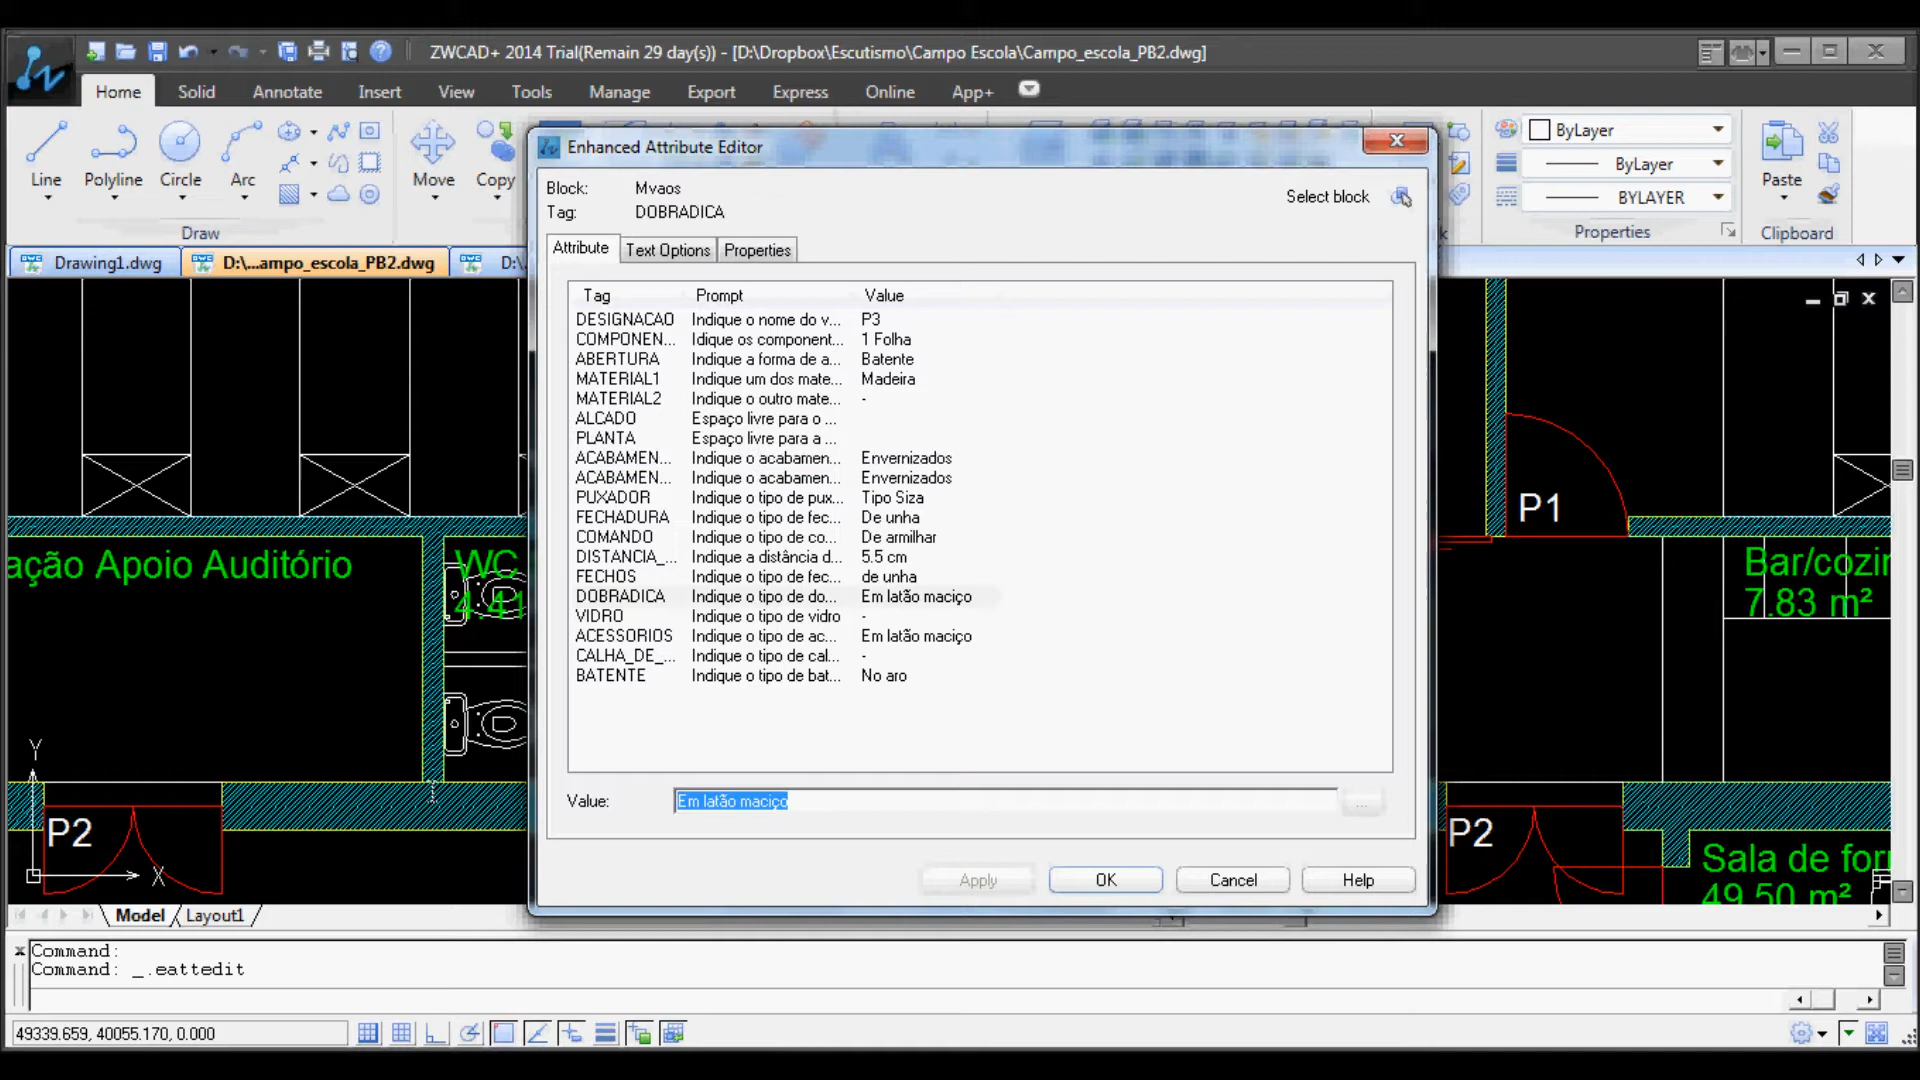 ZWCAD+ 2014 Trial(Remain 29 day(s)) - [D:\Dropbox\Escutismo\Campo Escola\Campo_escola_PB2.dwg]
Home Solid Annotate Insert View Tools Manage Export Express Online App+
Line Polyline Circle Arc Move Copy
Draw
ByLayer
ByLayer
BYLAYER
Properties
Paste
Clipboard
Drawing1.dwg D:\...ampo_escola_PB2.dwg D:\
Enhanced Attribute Editor
Block: Mvaos
Tag: DOBRADICA
Select block
Attribute Text Options Properties
Tag Prompt Value
DESIGNACAO Indique o nome do v... P3
COMPONEN... Idique os component... 1 Folha
ABERTURA Indique a forma de a... Batente
MATERIAL1 Indique um dos mate... Madeira
MATERIAL2 Indique o outro mate... -
ALCADO Espaço livre para o ...
PLANTA Espaço livre para a ...
ACABAMEN... Indique o acabamen... Envernizados
ACABAMEN... Indique o acabamen... Envernizados
PUXADOR Indique o tipo de pux... Tipo Siza
FECHADURA Indique o tipo de fec... De unha
COMANDO Indique o tipo de co... De armilhar
DISTANCIA_... Indique a distância d... 5.5 cm
FECHOS Indique o tipo de fec... de unha
DOBRADICA Indique o tipo de do... Em latão maciço
VIDRO Indique o tipo de vidro -
ACESSORIOS Indique o tipo de ac... Em latão maciço
CALHA_DE_... Indique o tipo de cal... -
BATENTE Indique o tipo de bat... No aro
Value: Em latão maciço
...
Apply OK Cancel Help
ação Apoio Auditório
WC
4.41
P1
Bar/cozin
7.83 m²
P2
P2
Sala de for
49.50 m²
Y
X
Model Layout1
Command:
Command: _.eattedit
49339.659, 40055.170, 0.000